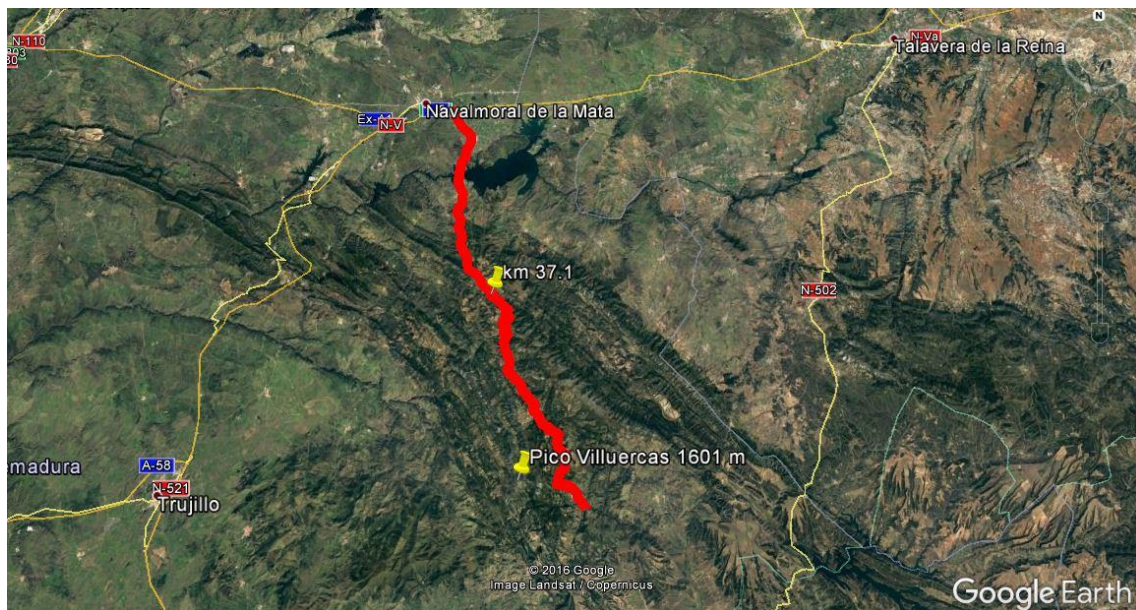 N-110
N-Va
Talavera de la Reina
N
Navalmoral de la Mata
N-V
km 37.1
N-502
Pico Villuercas 1601 m
emadura
A-58
N-521
Trujillo
© 2016 Google
Image Landsat / Copernicus
Google Earth